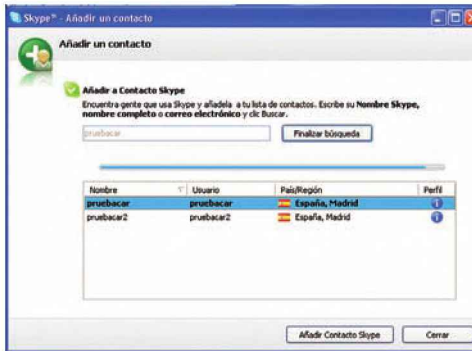 Skype™ - Añadir un contacto
Añadir un contacto
Añadir a Contacto Skype
Encuentra gente que usa Skype y añadela a tu lista de contactos. Escribe su Nombre Skype,
nombre completo o correo electrónico y clic Buscar.
pruebacar
Finalizar búsqueda
Nombre Usuario País/Región Perfil
pruebacar pruebacar España, Madrid
pruebacar2 pruebacar2 España, Madrid
Añadir Contacto Skype Cerrar